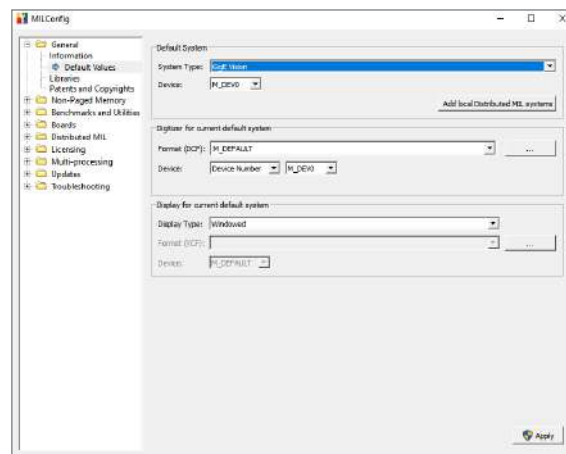 MILConfig
General
Information
Default Values
Libraries
Patents and Copyrights
Non-Paged Memory
Benchmarks and Utilities
Boards
Distributed MIL
Licensing
Multi-processing
Updates
Troubleshooting
Default System
System Type: GigE Vision
Device: M_DEV0
Add local Distributed MIL systems
Digitizer for current default system
Format (DCF): M_DEFAULT ...
Device: Device Number M_DEV0
Display for current default system
Display Type: Windowed
Format (VCF): ...
Device: M_DEFAULT
Apply